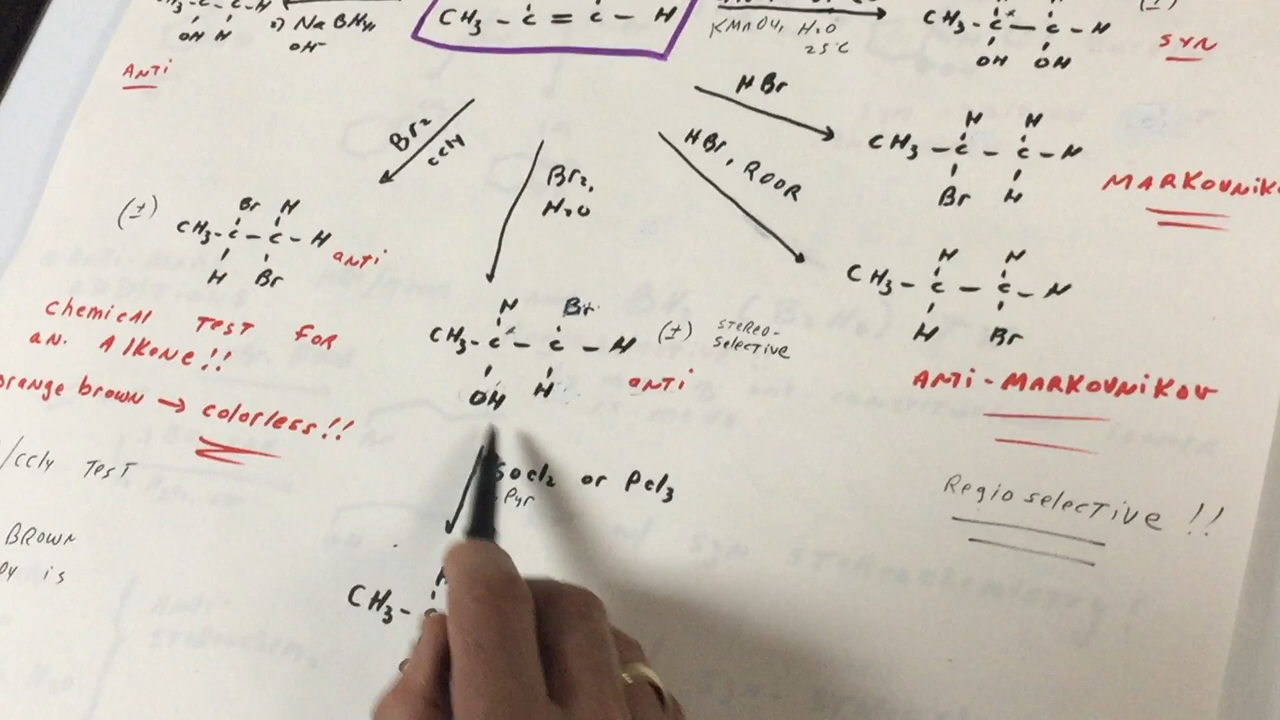 CH3 - C = C - H
KMnO4, H2O
25°C
CH3 - C* - C - H
OH OH
(±)
SYN
OH H
2) NaBH4
OH-
ANTI
Br2
CCl4
Br2,
H2O
HBr
HBr, ROOR
H H
CH3 - C - C - H
Br H
MARKOVNIK
(±)
Br H
CH3 - C - C - H
H Br
anti
H H
CH3 - C - C - H
H Br
ANTI-MARKOVNIKOV
Regioselective !!
chemical TEST FOR
an Alkene!!
orange brown → colorless!!
/CCl4 TEST
BROWN
is
H Br
CH3 - C* - C - H
OH H
(±) STEREO-
SELECTIVE
anti
SOCl2 or PCl3
Pyr
CH3 -